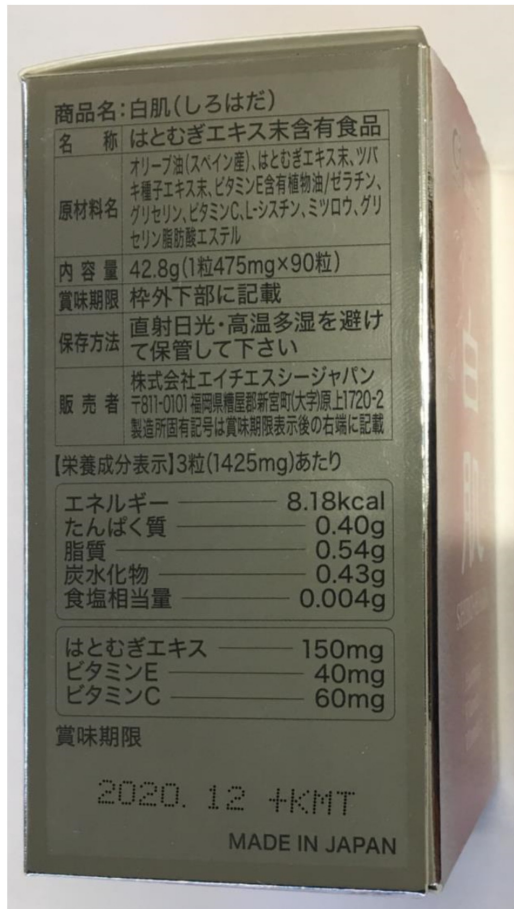 商品名:白肌(しろはだ)
名 称 はとむぎエキス末含有食品
原材料名 オリーブ油(スペイン産)、はとむぎエキス末、ツバ
キ種子エキス末、ビタミンE含有植物油/ゼラチン、
グリセリン、ビタミンC、L-シスチン、ミツロウ、グリ
セリン脂肪酸エステル
内 容 量 42.8g(1粒475mg×90粒)
賞味期限 枠外下部に記載
保存方法 直射日光・高温多湿を避け
て保管して下さい
販 売 者 株式会社エイチエスシージャパン
〒811-0101 福岡県糟屋郡新宮町(大字)原上1720-2
製造所固有記号は賞味期限表示後の右端に記載
【栄養成分表示】3粒(1425mg)あたり
エネルギー 8.18kcal
たんぱく質 0.40g
脂質 0.54g
炭水化物 0.43g
食塩相当量 0.004g
はとむぎエキス 150mg
ビタミンE 40mg
ビタミンC 60mg
賞味期限
2020. 12 +KMT
MADE IN JAPAN
白
肌